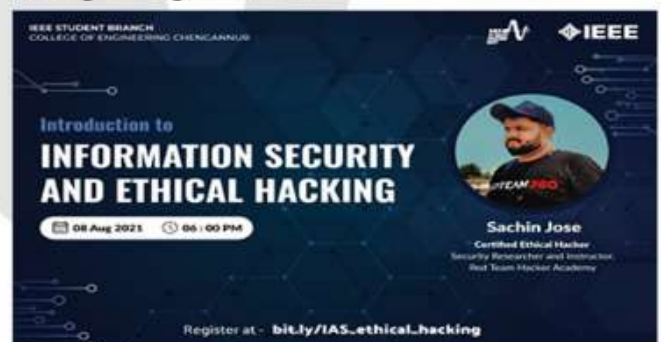 IEEE STUDENT BRANCH
COLLEGE OF ENGINEERING CHENGANNUR
IEEE
Introduction to
INFORMATION SECURITY
AND ETHICAL HACKING
08 Aug 2021 06:00 PM
Sachin Jose
Certified Ethical Hacker
Security Researcher and Instructor,
Red Team Hacker Academy
Register at - bit.ly/IAS_ethical_hacking